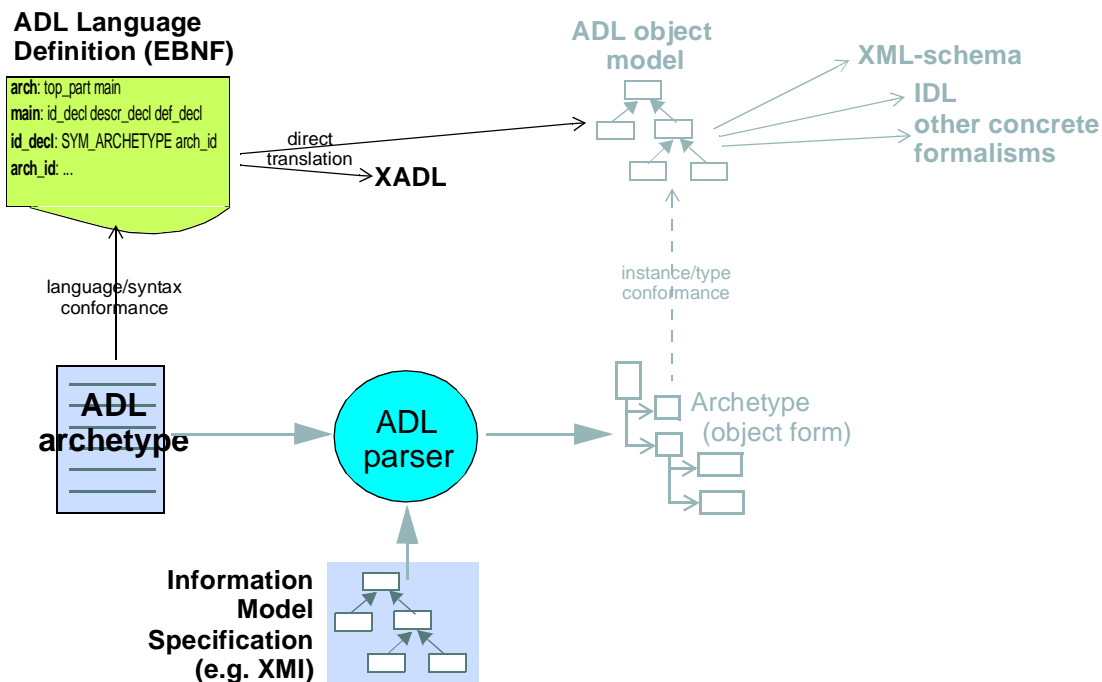 ADL Language
Definition (EBNF)
arch: top_part main
main: id_decl descr_decl def_decl
id_decl: SYM_ARCHETYPE arch_id
arch_id: ...
direct
translation
XADL
ADL object
model
XML-schema
IDL
other concrete
formalisms
language/syntax
conformance
instance/type
conformance
ADL
archetype
ADL
parser
Archetype
(object form)
Information
Model
Specification
(e.g. XMI)